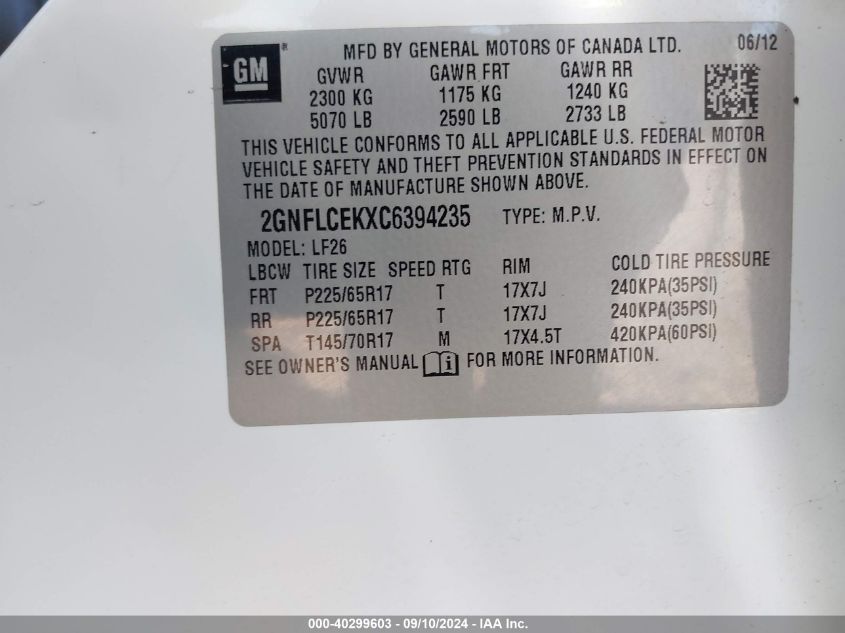 GM ® MFD BY GENERAL MOTORS OF CANADA LTD. 06/12
GVWR GAWR FRT GAWR RR
2300 KG 1175 KG 1240 KG
5070 LB 2590 LB 2733 LB
THIS VEHICLE CONFORMS TO ALL APPLICABLE U.S. FEDERAL MOTOR
VEHICLE SAFETY AND THEFT PREVENTION STANDARDS IN EFFECT ON
THE DATE OF MANUFACTURE SHOWN ABOVE.
2GNFLCEKXC6394235 TYPE: M.P.V.
MODEL: LF26
LBCW TIRE SIZE SPEED RTG RIM COLD TIRE PRESSURE
FRT P225/65R17 T 17X7J 240KPA(35PSI)
RR P225/65R17 T 17X7J 240KPA(35PSI)
SPA T145/70R17 M 17X4.5T 420KPA(60PSI)
SEE OWNER'S MANUAL i FOR MORE INFORMATION.
000-40299603 - 09/10/2024 - IAAI Inc.